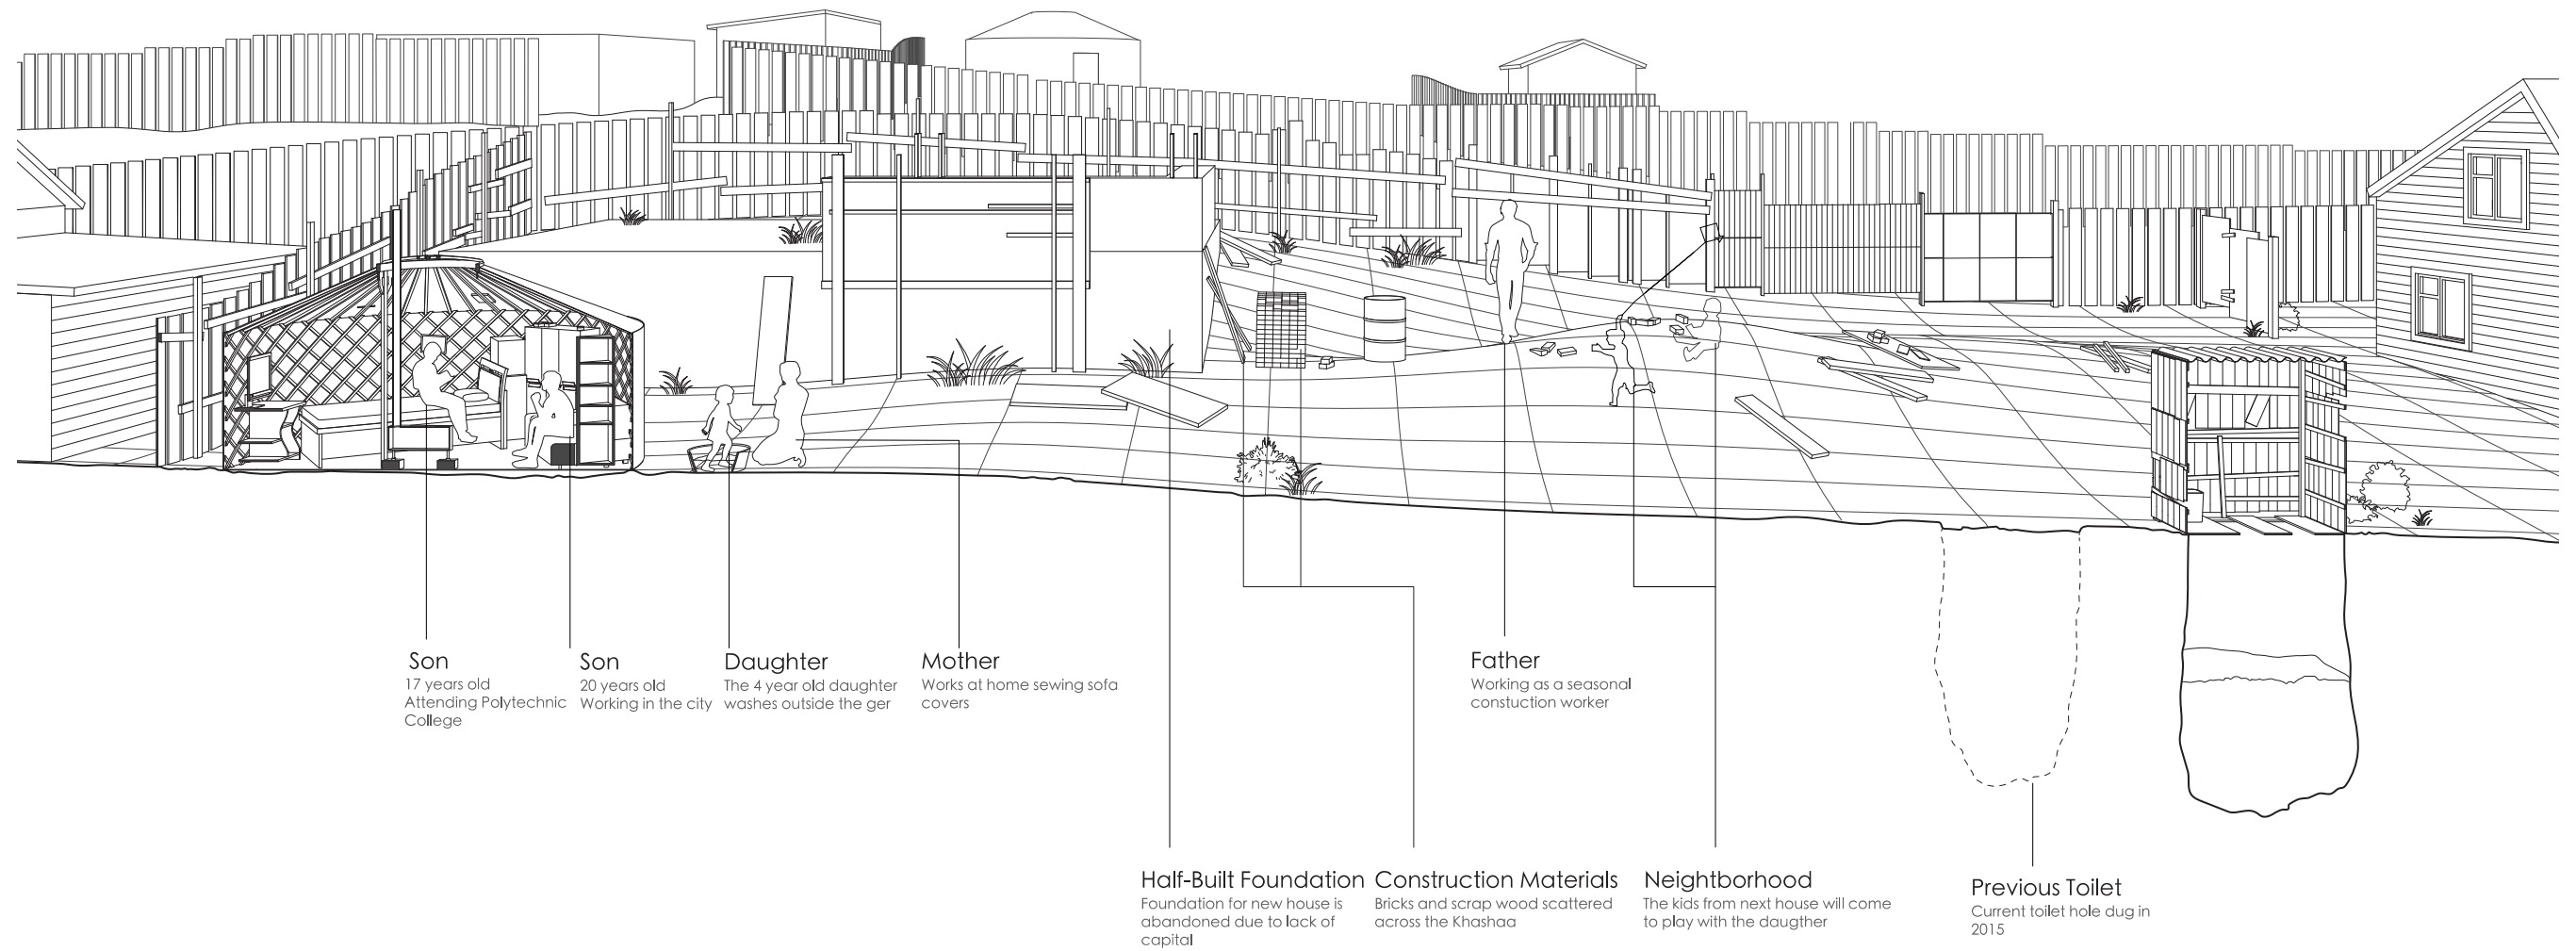 Son
17 years old
Attending Polytechnic
College
Son
20 years old
Working in the city
Daughter
The 4 year old daughter
washes outside the ger
Mother
Works at home sewing sofa
covers
Father
Working as a seasonal
constuction worker
Half-Built Foundation
Foundation for new house is
abandoned due to lack of
capital
Construction Materials
Bricks and scrap wood scattered
across the Khashaa
Neightborhood
The kids from next house will come
to play with the daugther
Previous Toilet
Current toilet hole dug in
2015